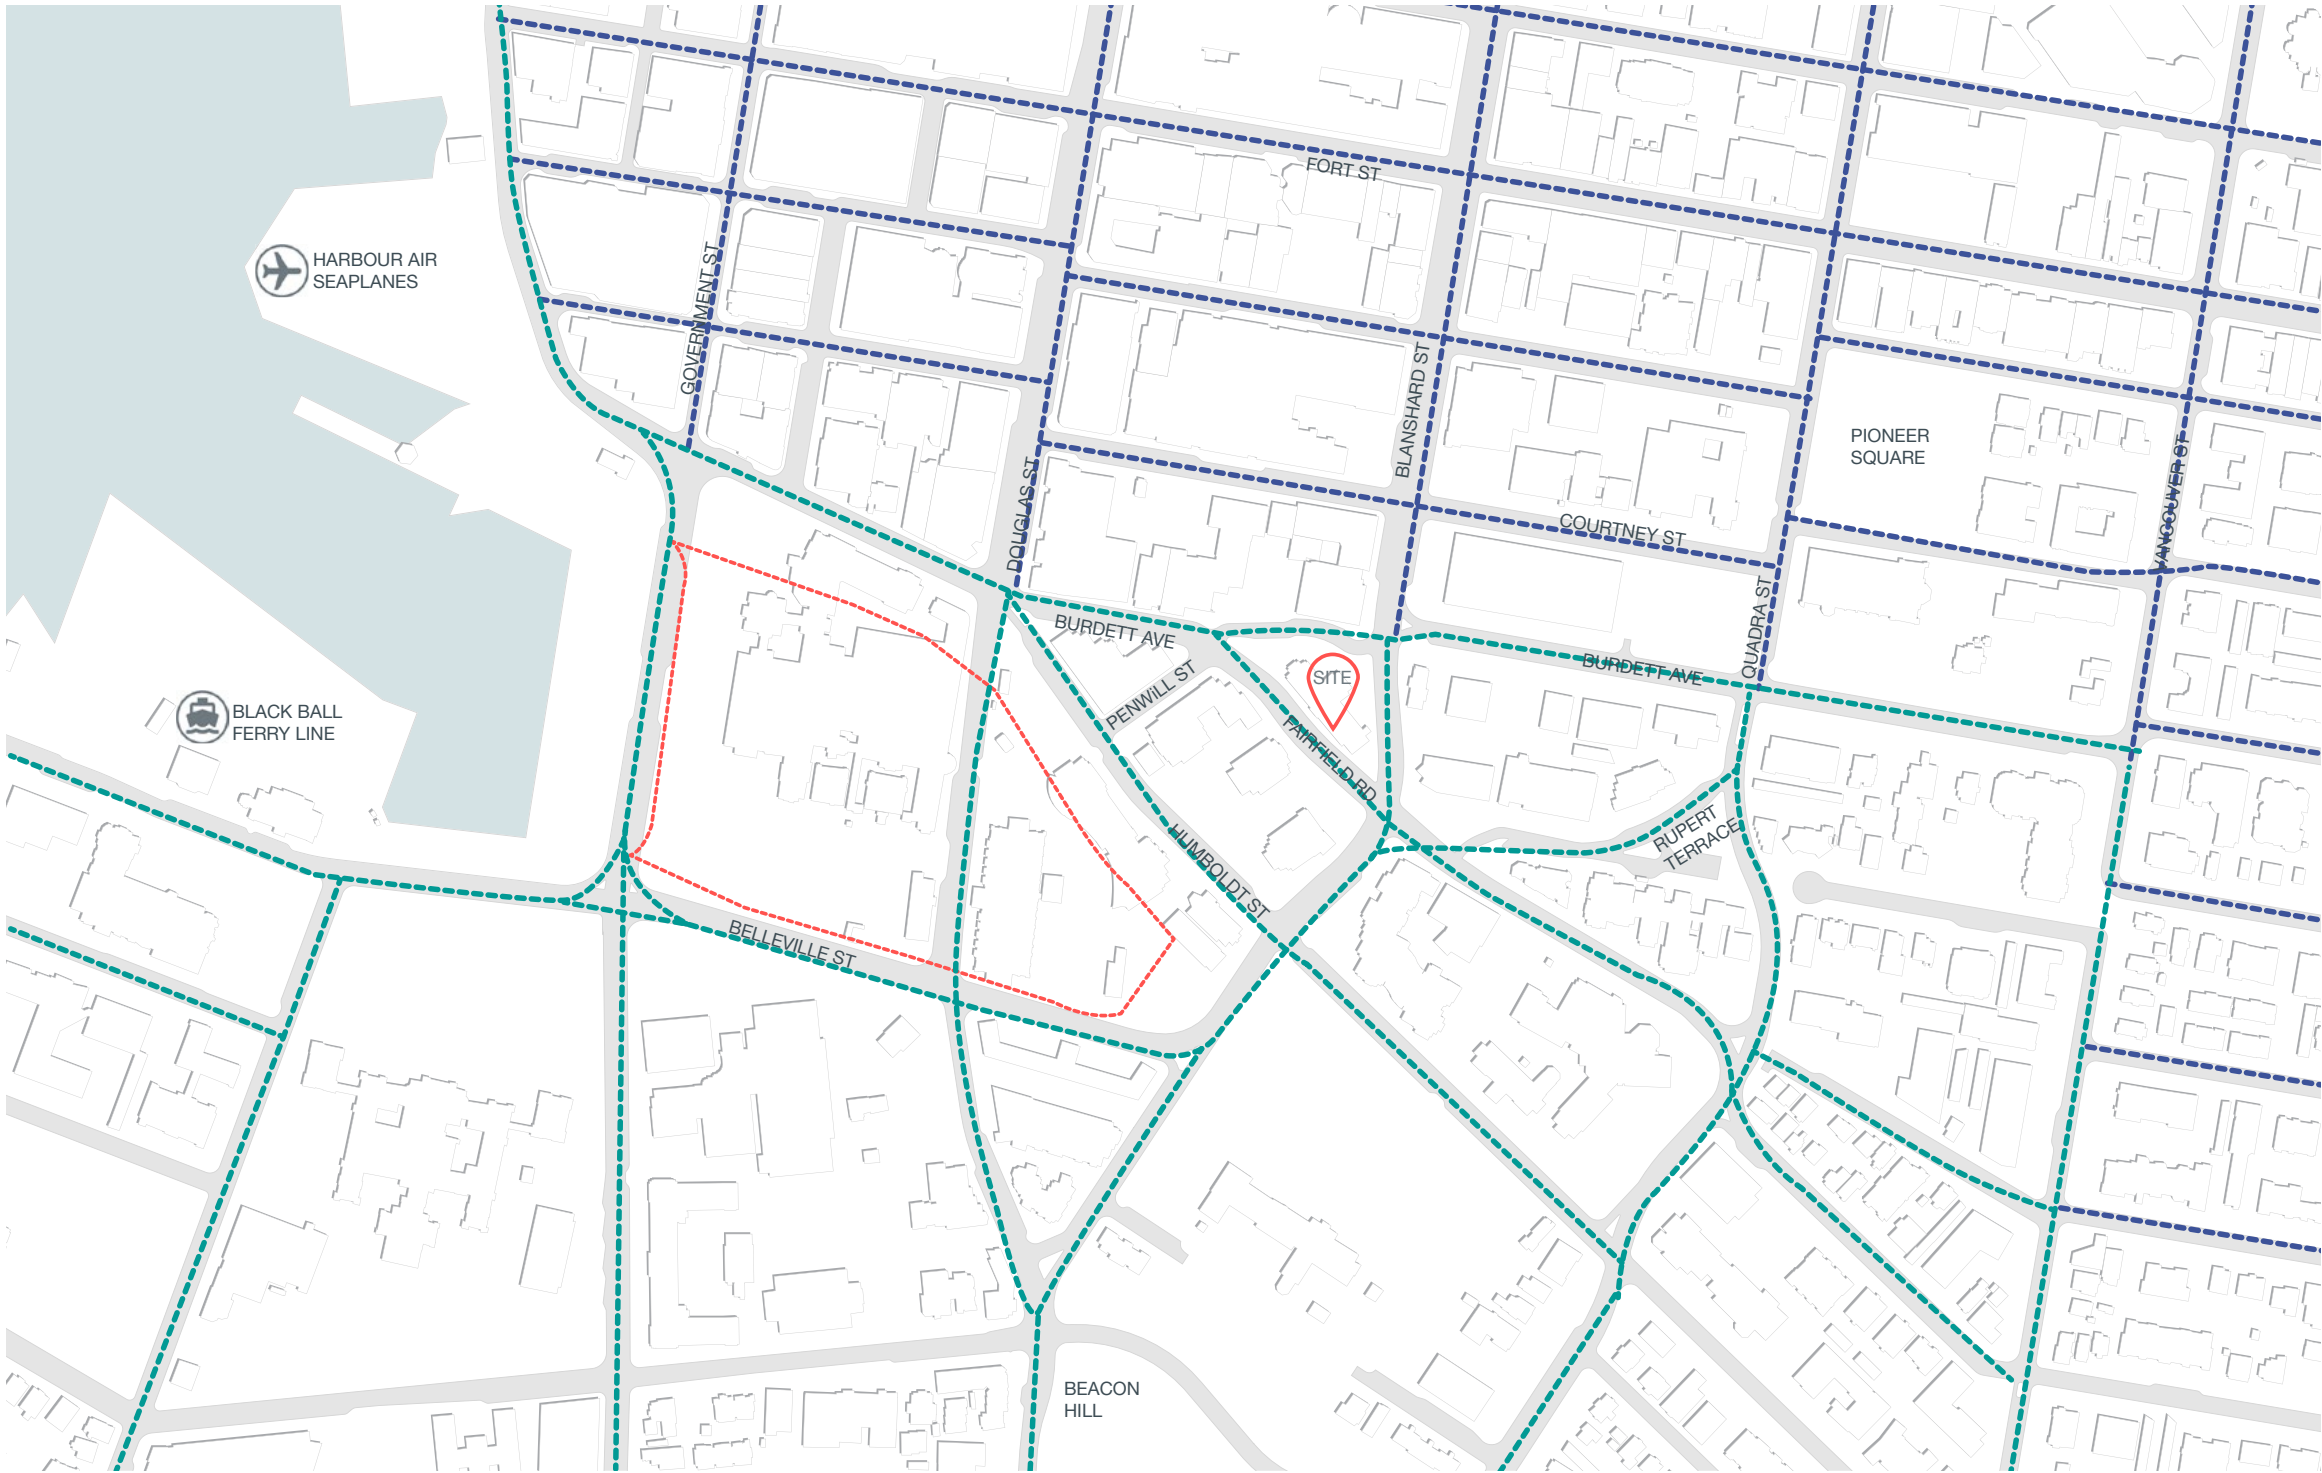 FORT ST
HARBOUR AIR
SEAPLANES
GOVERNMENT ST
BLANSHARD ST
PIONEER
SQUARE
VANCOUVER ST
DOUGLAS ST
COURTNEY ST
QUADRA ST
BURDETT AVE
BURDETT AVE
PENWiLL ST
SITE
BLACK BALL
FERRY LINE
FAIRFIELD RD
RUPERT
TERRACE
HUMBOLDT ST
BELLEVILLE ST
BEACON
HILL